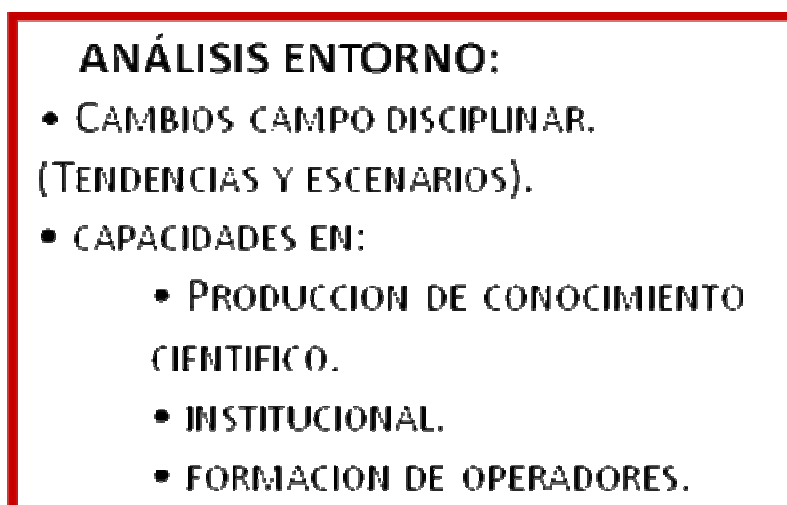 ANÁLISIS ENTORNO:
• CAMBIOS CAMPO DISCIPLINAR.
(TENDENCIAS Y ESCENARIOS).
• CAPACIDADES EN:
• PRODUCCION DE CONOCIMIENTO
CIENTIFICO.
• INSTITUCIONAL.
• FORMACION DE OPERADORES.